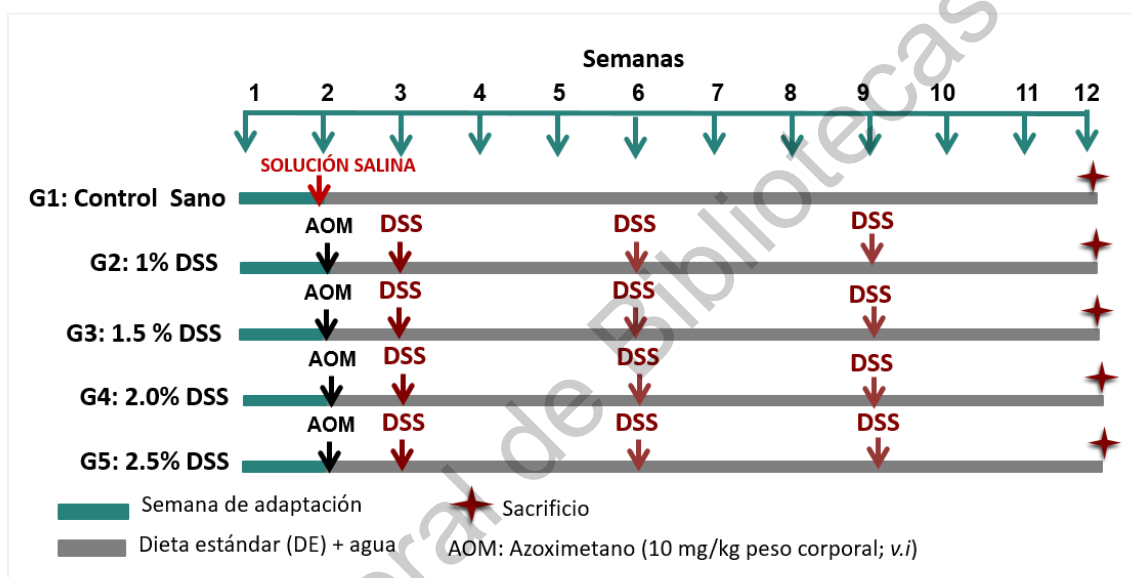 Semanas
1 2 3 4 5 6 7 8 9 10 11 12
SOLUCIÓN SALINA
G1: Control Sano
AOM DSS DSS DSS
G2: 1% DSS
AOM DSS DSS DSS
G3: 1.5 % DSS
AOM DSS DSS DSS
G4: 2.0% DSS
AOM DSS DSS DSS
G5: 2.5% DSS
Semana de adaptación
Sacrificio
Dieta estándar (DE) + agua
AOM: Azoximetano (10 mg/kg peso corporal; v.i)
ral de Bibliotecas